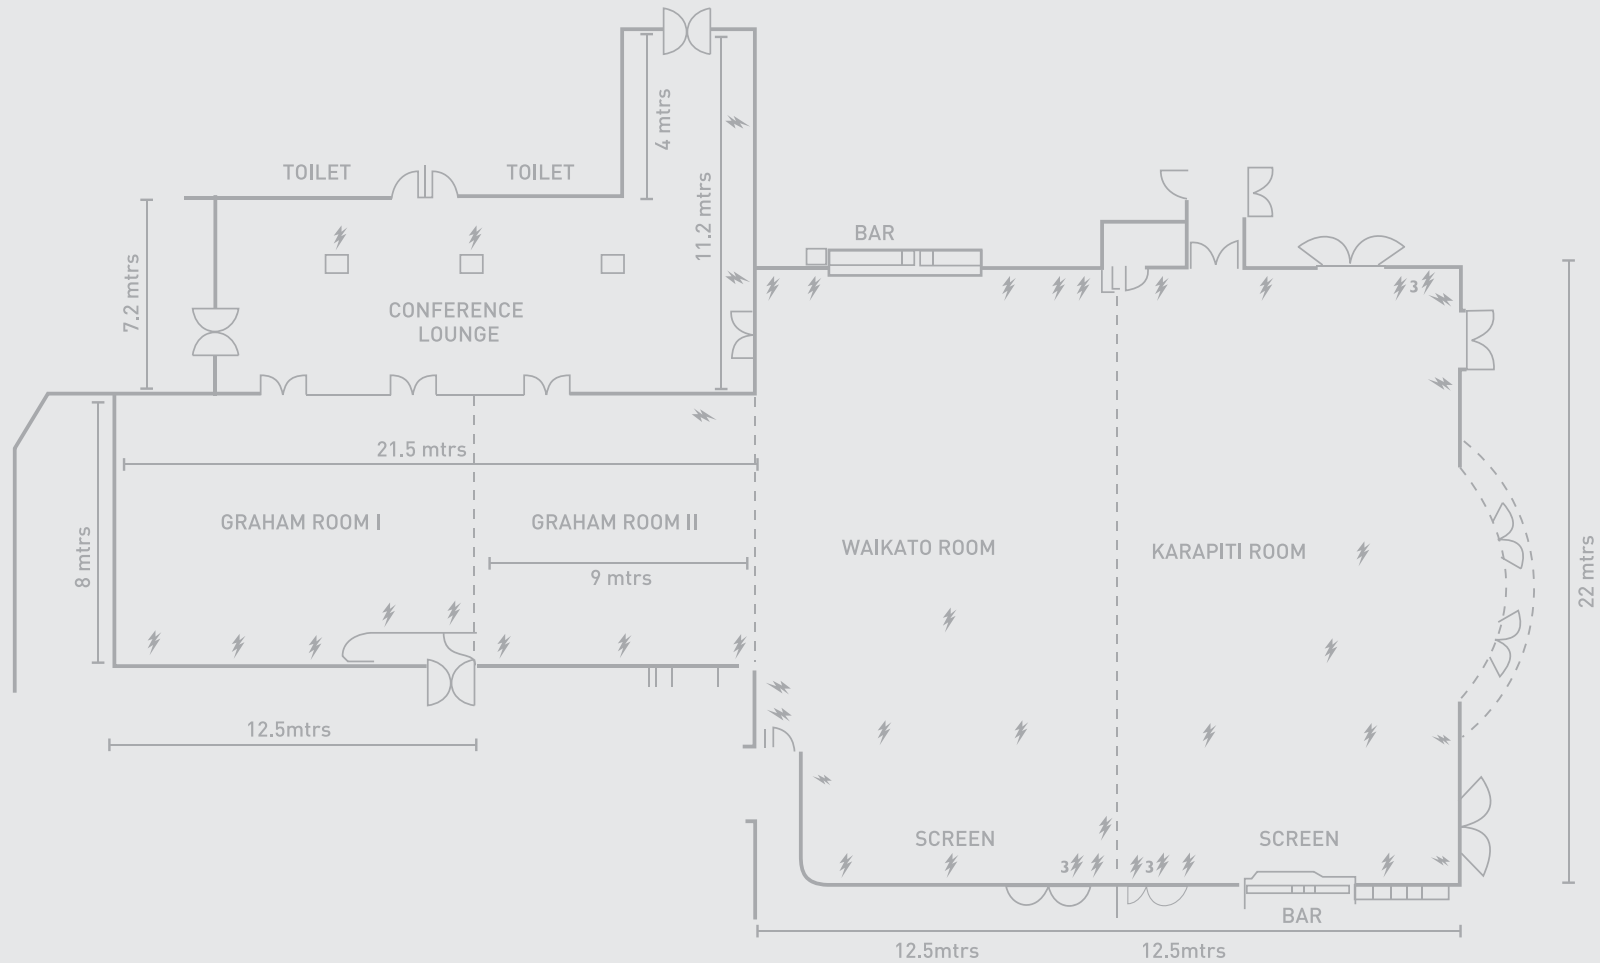 4 mtrs
TOILET
TOILET
11.2 mtrs
7.2 mtrs
BAR
CONFERENCE
LOUNGE
3
21.5 mtrs
GRAHAM ROOM I
GRAHAM ROOM II
WAIKATO ROOM
KARAPITI ROOM
8 mtrs
9 mtrs
22 mtrs
12.5mtrs
SCREEN
SCREEN
3
3
BAR
12.5mtrs
12.5mtrs